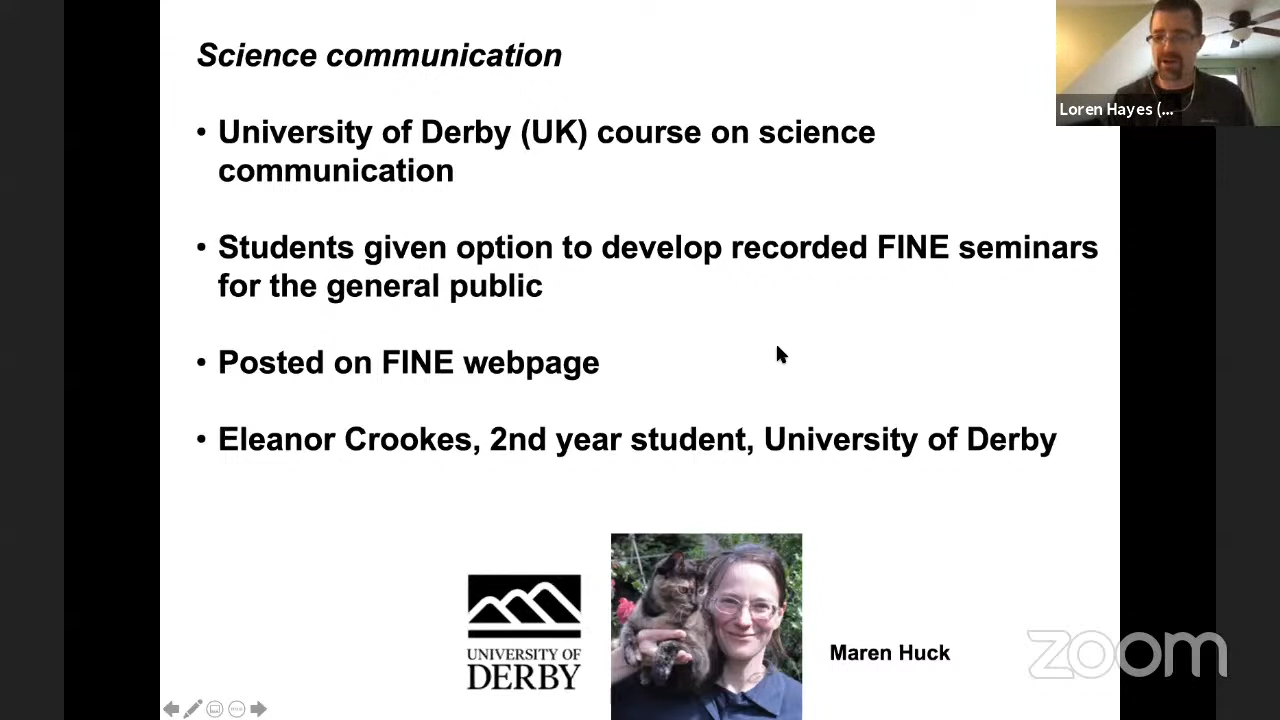 Science communication
Loren Hayes (...
• University of Derby (UK) course on science
communication
• Students given option to develop recorded FINE seminars
for the general public
• Posted on FINE webpage
• Eleanor Crookes, 2nd year student, University of Derby
UNIVERSITY OF
DERBY
Maren Huck
zoom